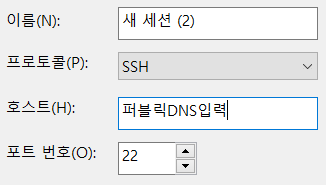 이름(N): 새 세션 (2)
프로토콜(P): SSH
호스트(H): 퍼블릭DNS입력
포트 번호(O): 22